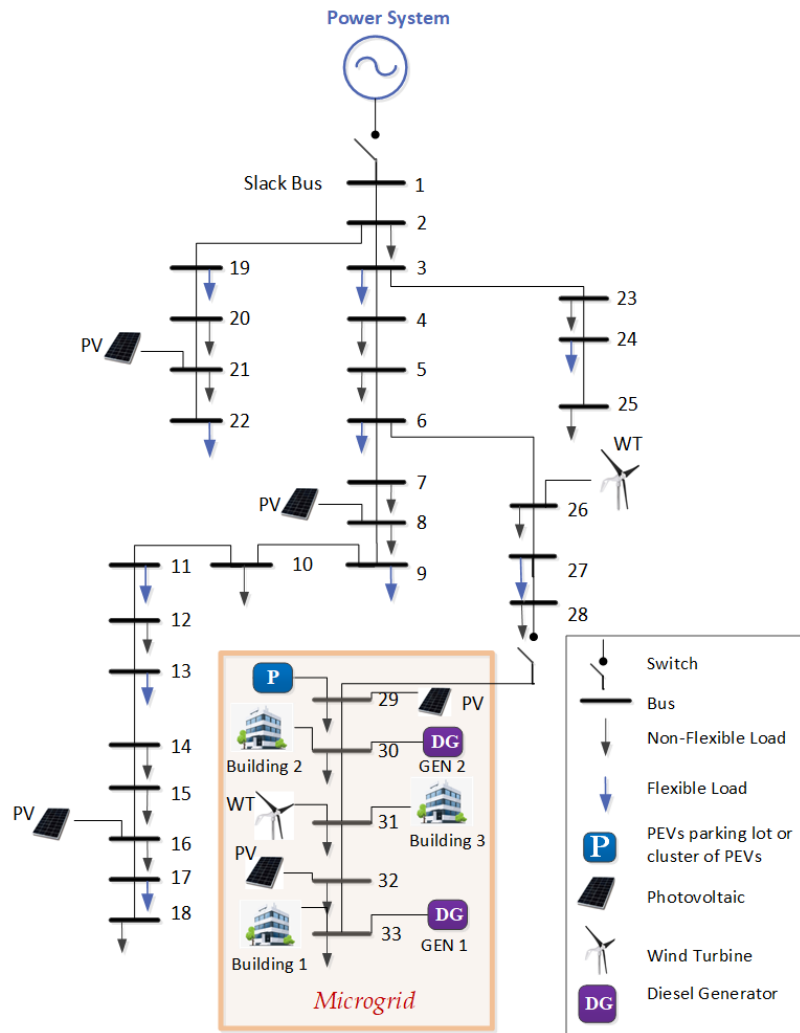 Power System
Slack Bus
1
2
19
3
23
20
4
24
PV
21
5
25
22
6
WT
7
PV
8
26
11
10
9
27
12
28
13
P
29
PV
Switch
Bus
14
Building 2
30
DG
GEN 2
Non-Flexible Load
15
WT
31
Building 3
Flexible Load
PV
16
PV
32
P
PEVs parking lot or
cluster of PEVs
17
18
Building 1
33
DG
GEN 1
Photovoltaic
Microgrid
Wind Turbine
DG
Diesel Generator